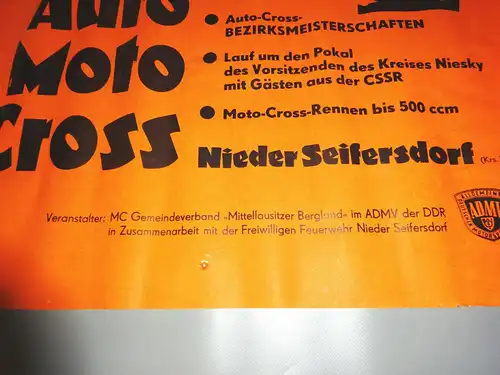 Auto
Moto
Cross
• Auto-Cross-
BEZIRKSMEISTERSCHAFTEN
• Lauf um den Pokal
des Vorsitzenden des Kreises Niesky
mit Gästen aus der CSSR
• Moto-Cross-Rennen bis 500 ccm
Nieder Seifersdorf (Krs.
Veranstalter: MC Gemeindeverband »Mittellausitzer Bergland« im ADMV der DDR
in Zusammenarbeit mit der Freiwilligen Feuerwehr Nieder Seifersdorf
ADMV